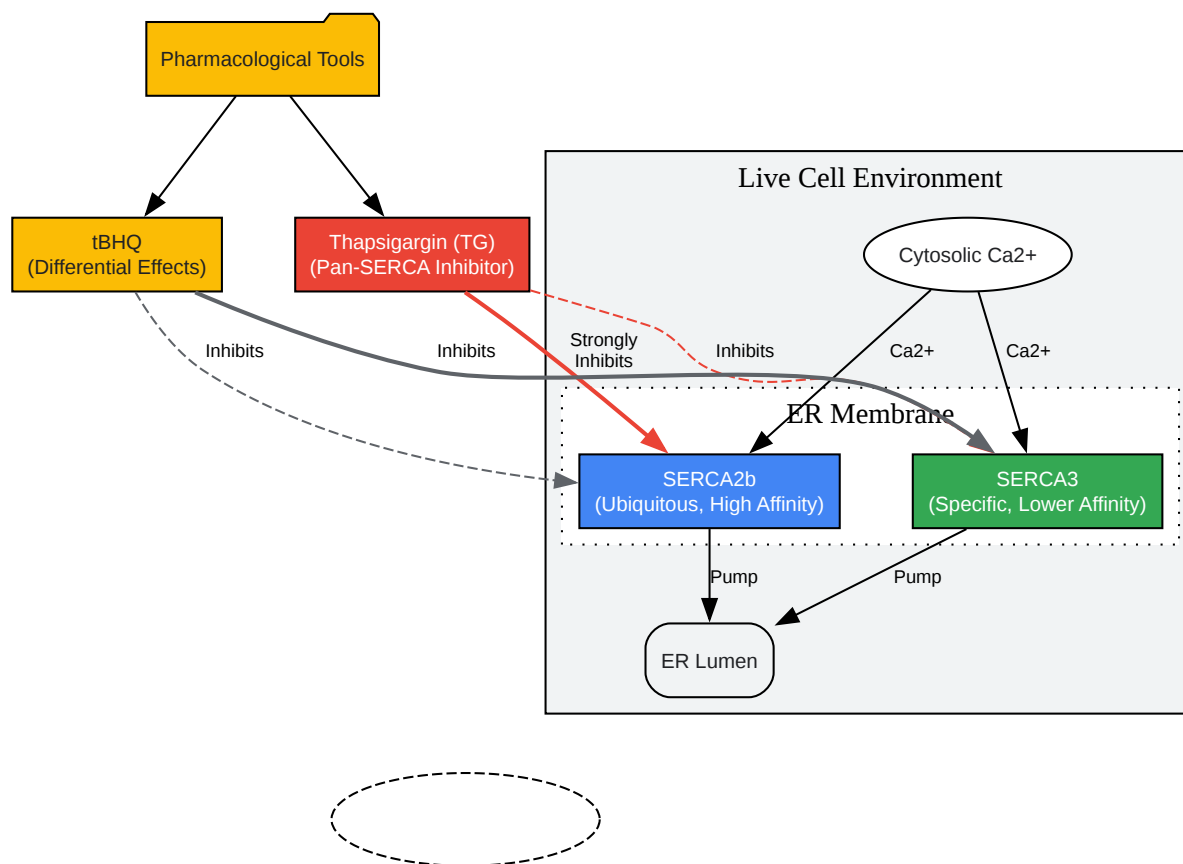 Pharmacological Tools
Live Cell Environment
tBHQ
(Differential Effects)
Thapsigargin (TG)
(Pan-SERCA Inhibitor)
Cytosolic Ca2+
Inhibits
Inhibits
Strongly
Inhibits
Inhibits
Ca2+
Ca2+
ER Membrane
SERCA2b
(Ubiquitous, High Affinity)
SERCA3
(Specific, Lower Affinity)
Pump
Pump
ER Lumen